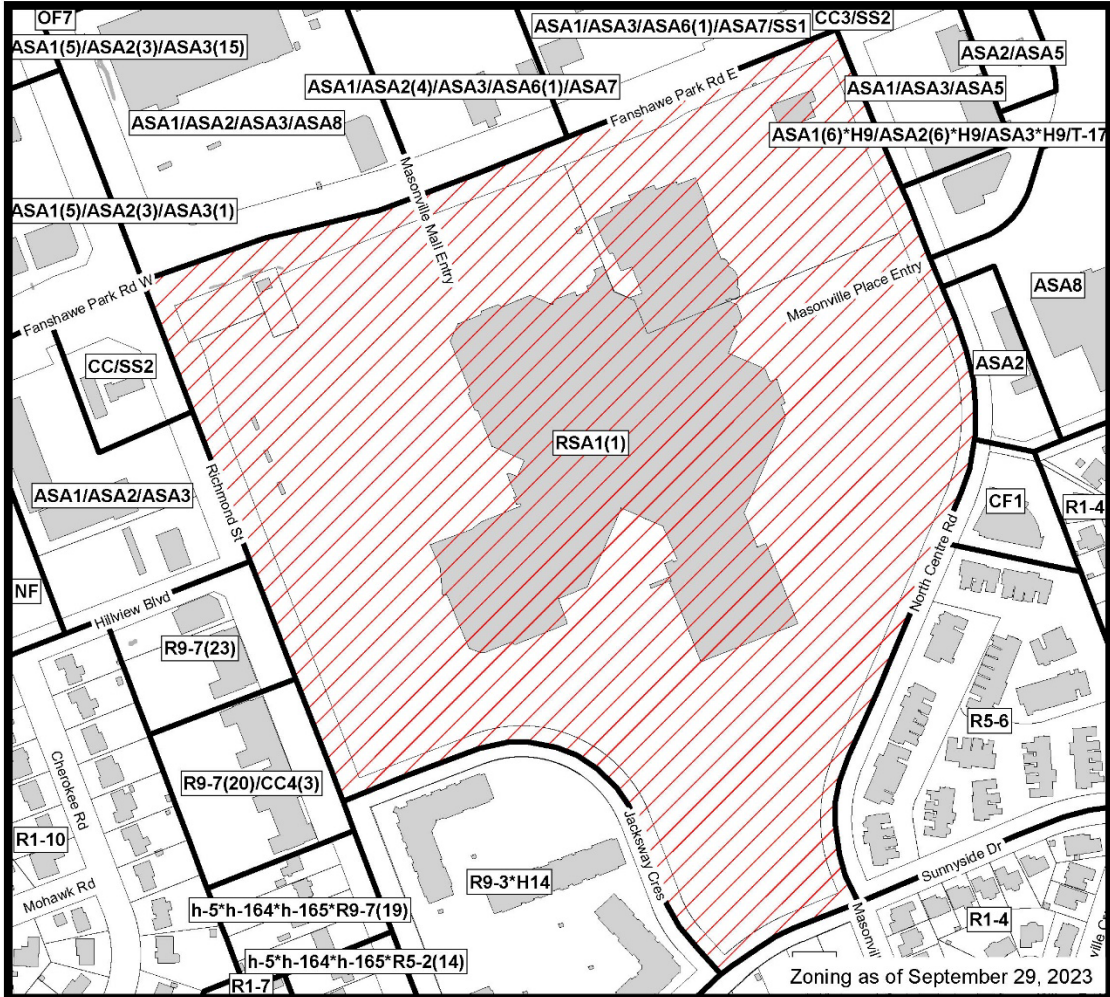 OF7
ASA1(5)/ASA2(3)/ASA3(15)
ASA1/ASA3/ASA6(1)/ASA7/SS1
CC3/SS2
ASA2/ASA5
ASA1/ASA2(4)/ASA3/ASA6(1)/ASA7
ASA1/ASA3/ASA5
Fanshawe Park Rd E
ASA1/ASA2/ASA3/ASA8
ASA1(6)*H9/ASA2(6)*H9/ASA3*H9/T-17
ASA1(5)/ASA2(3)/ASA3(1)
Masonville Mall Entry
Fanshawe Park Rd W
Masonville Place Entry
ASA8
CC/SS2
ASA2
RSA1(1)
Richmond St
ASA1/ASA2/ASA3
CF1
R1-4
North Centre Rd
NF
Hillview Blvd
R9-7(23)
R5-6
Cherokee Rd
R9-7(20)/CC4(3)
R1-10
Jacksway Cres
Sunnyside Dr
Mohawk Rd
R9-3*H14
h-5*h-164*h-165*R9-7(19)
R1-4
h-5*h-164*h-165*R5-2(14)
R1-7
Zoning as of September 29, 2023